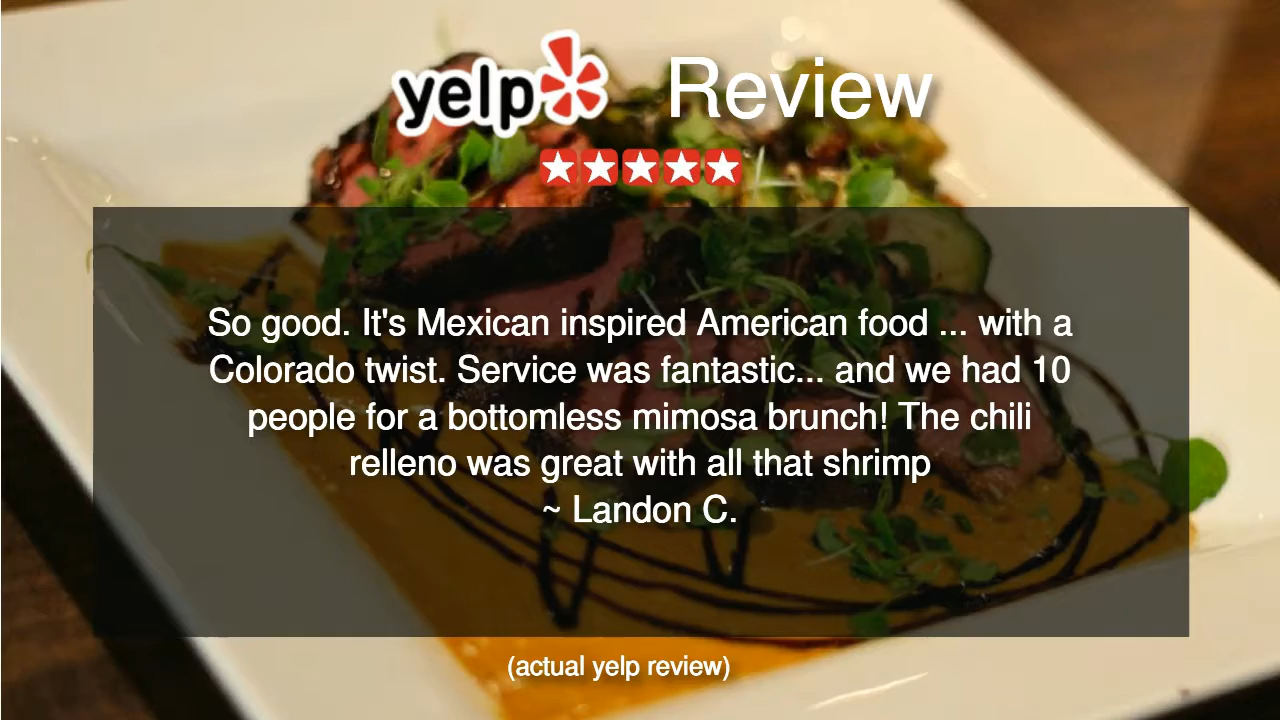 yelp Review
So good. It's Mexican inspired American food ... with a
Colorado twist. Service was fantastic... and we had 10
people for a bottomless mimosa brunch! The chili
relleno was great with all that shrimp
~ Landon C.
(actual yelp review)